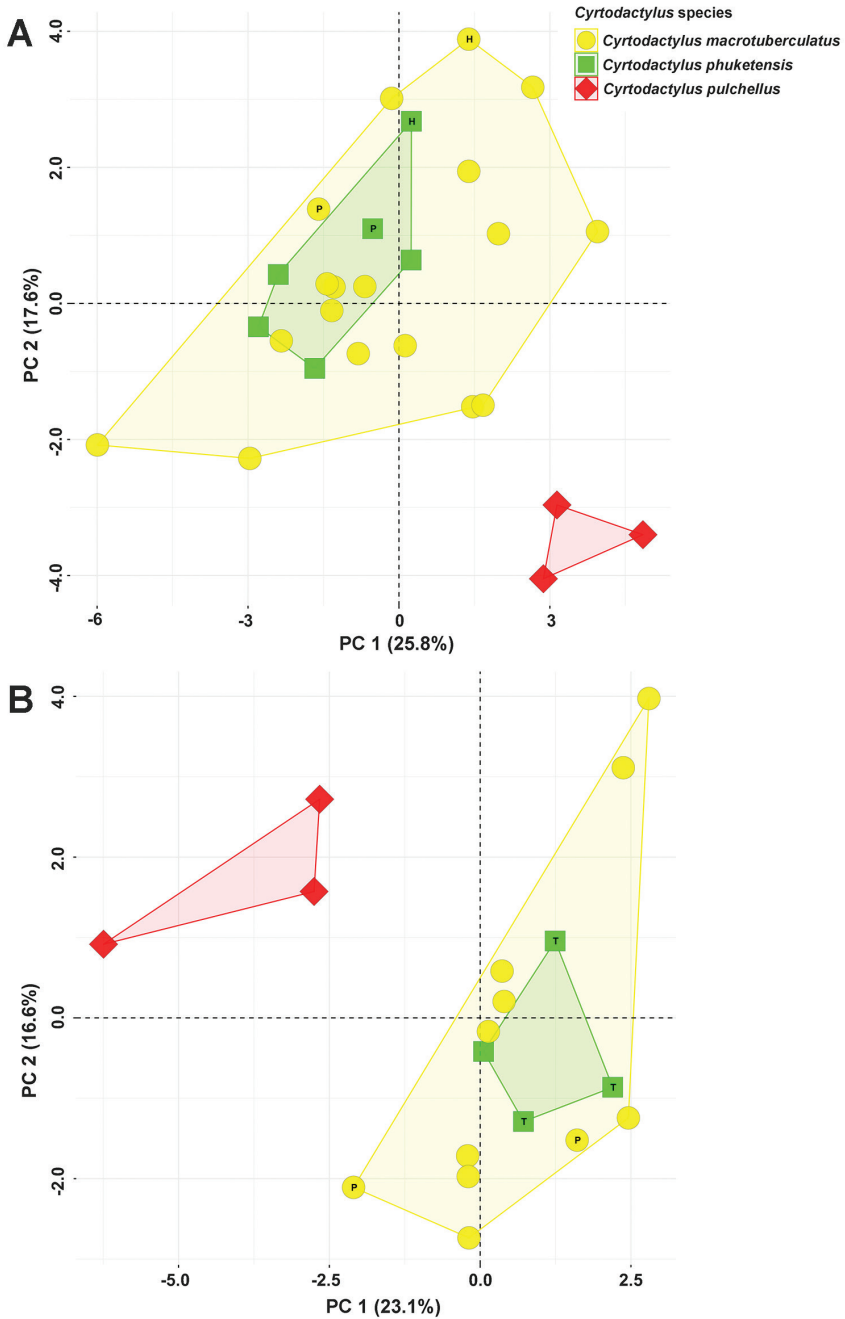 A
Cyrtodactylus species
Cyrtodactylus macrotuberculatus
Cyrtodactylus phuketensis
Cyrtodactylus pulchellus
4.0
2.0
0.0
-2.0
-4.0
PC 2 (17.6%)
H
H
P
P
-6
-3
0
3
PC 1 (25.8%)
B
4.0
2.0
0.0
-2.0
PC 2 (16.6%)
T
T
T
P
P
-5.0
-2.5
0.0
2.5
PC 1 (23.1%)